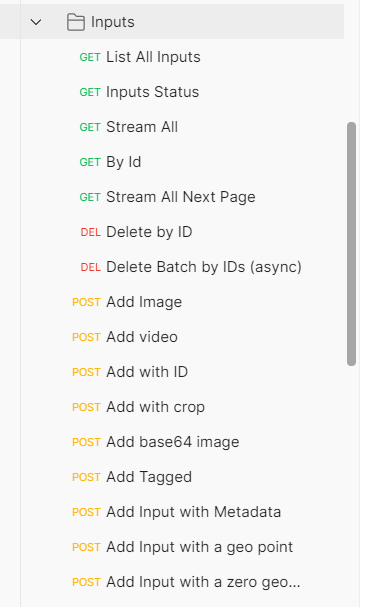 Inputs
GET List All Inputs
GET Inputs Status
GET Stream All
GET By Id
GET Stream All Next Page
DEL Delete by ID
DEL Delete Batch by IDs (async)
POST Add Image
POST Add video
POST Add with ID
POST Add with crop
POST Add base64 image
POST Add Tagged
POST Add Input with Metadata
POST Add Input with a geo point
POST Add Input with a zero geo...